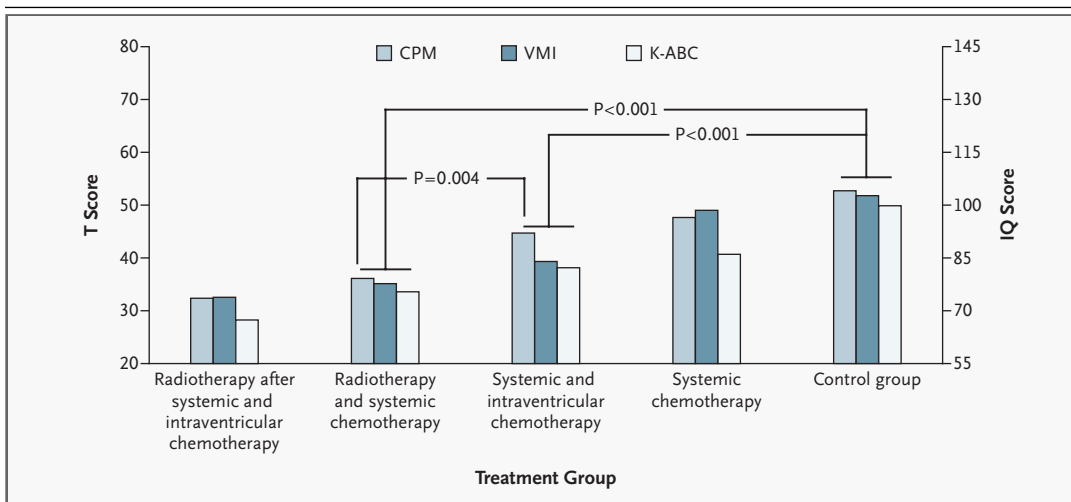 CPM VMI K-ABC
80
70
60
50
40
30
20
T Score
145
130
115
100
85
70
55
IQ Score
P<0.001
P<0.001
P=0.004
Radiotherapy after
systemic and
intraventricular
chemotherapy
Radiotherapy
and systemic
chemotherapy
Systemic and
intraventricular
chemotherapy
Systemic
chemotherapy
Control group
Treatment Group